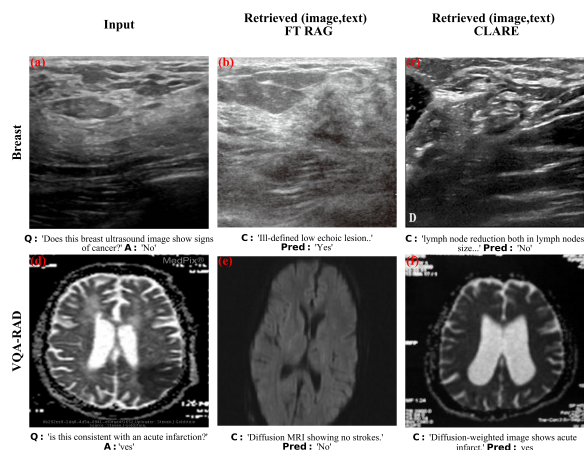 Input
Retrieved (image,text)
FT RAG
Retrieved (image,text)
CLARE
Breast
(a)
(b)
(c)
D
Q: 'Does this breast ultrasound image show signs
of cancer?' A: 'No'
C: 'Ill-defined low echoic lesion..'
Pred: 'Yes'
C: 'lymph node reduction both in lymph nodes
size...' Pred: 'No'
VQA-RAD
(d)
MedPix®
(e)
(f)
Q: 'is this consistent with an acute infarction?'
A: 'yes'
C: 'Diffusion MRI showing no strokes.'
Pred: 'No'
C: 'Diffusion-weighted image shows acute
infarct.' Pred: yes